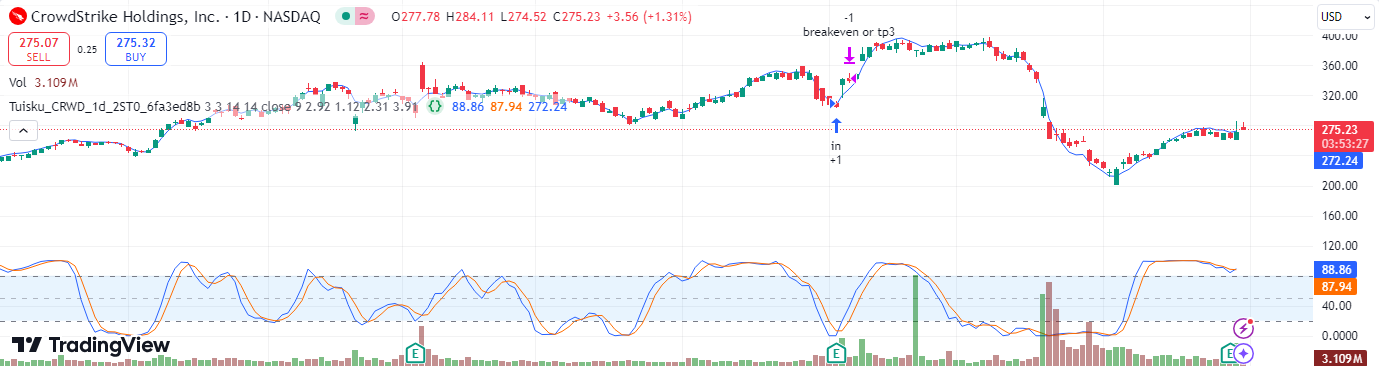 CrowdStrike Holdings, Inc. · 1D · NASDAQ O277.78 H284.11 L274.52 C275.23 +3.56 (+1.31%)
USD
275.07 SELL
0.25
275.32 BUY
Vol 3.109M
Tuisku_CRWD_1d_2ST0_6fa3ed8b 3 3 14 14 close 9 2.92 1.12 2.31 3.91 {} 88.86 87.94 272.24
-1
breakeven or tp3
in
+1
400.00
360.00
320.00
275.23
03:53:27
272.24
200.00
160.00
120.00
88.86
87.94
40.00
0.0000
3.109M
E
E
E
TradingView